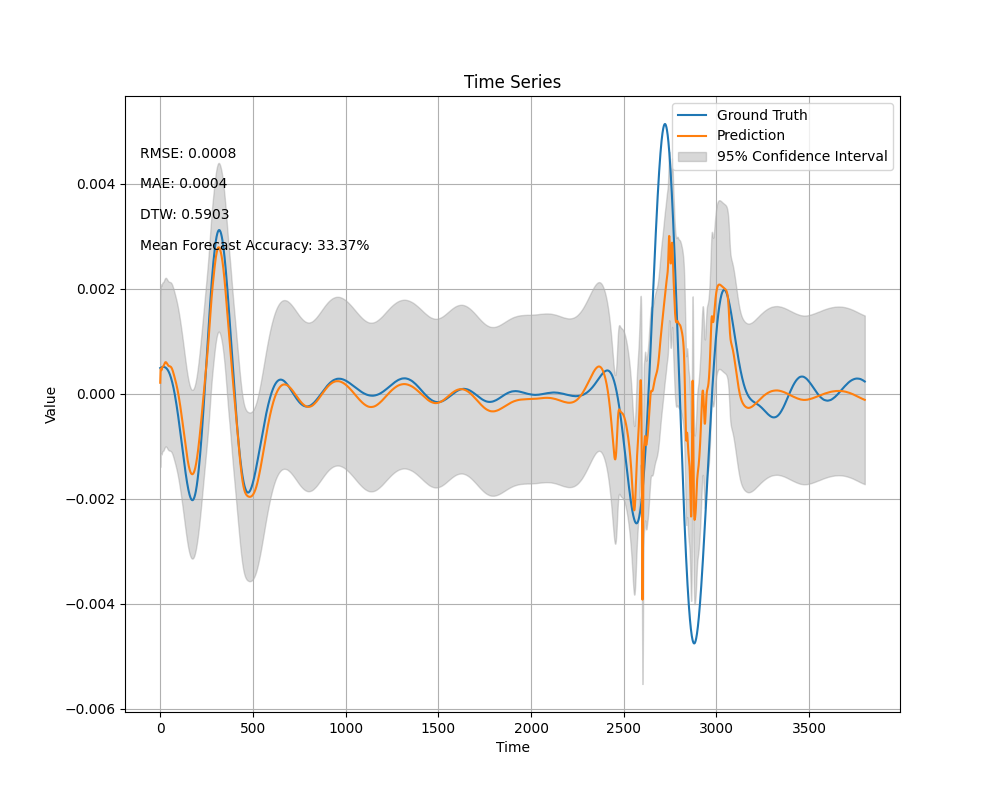 Time Series
Ground Truth
Prediction
95% Confidence Interval
RMSE: 0.0008
MAE: 0.0004
DTW: 0.5903
Mean Forecast Accuracy: 33.37%
Value
0.004
0.002
0.000
−0.002
−0.004
−0.006
0
500
1000
1500
2000
2500
3000
3500
Time